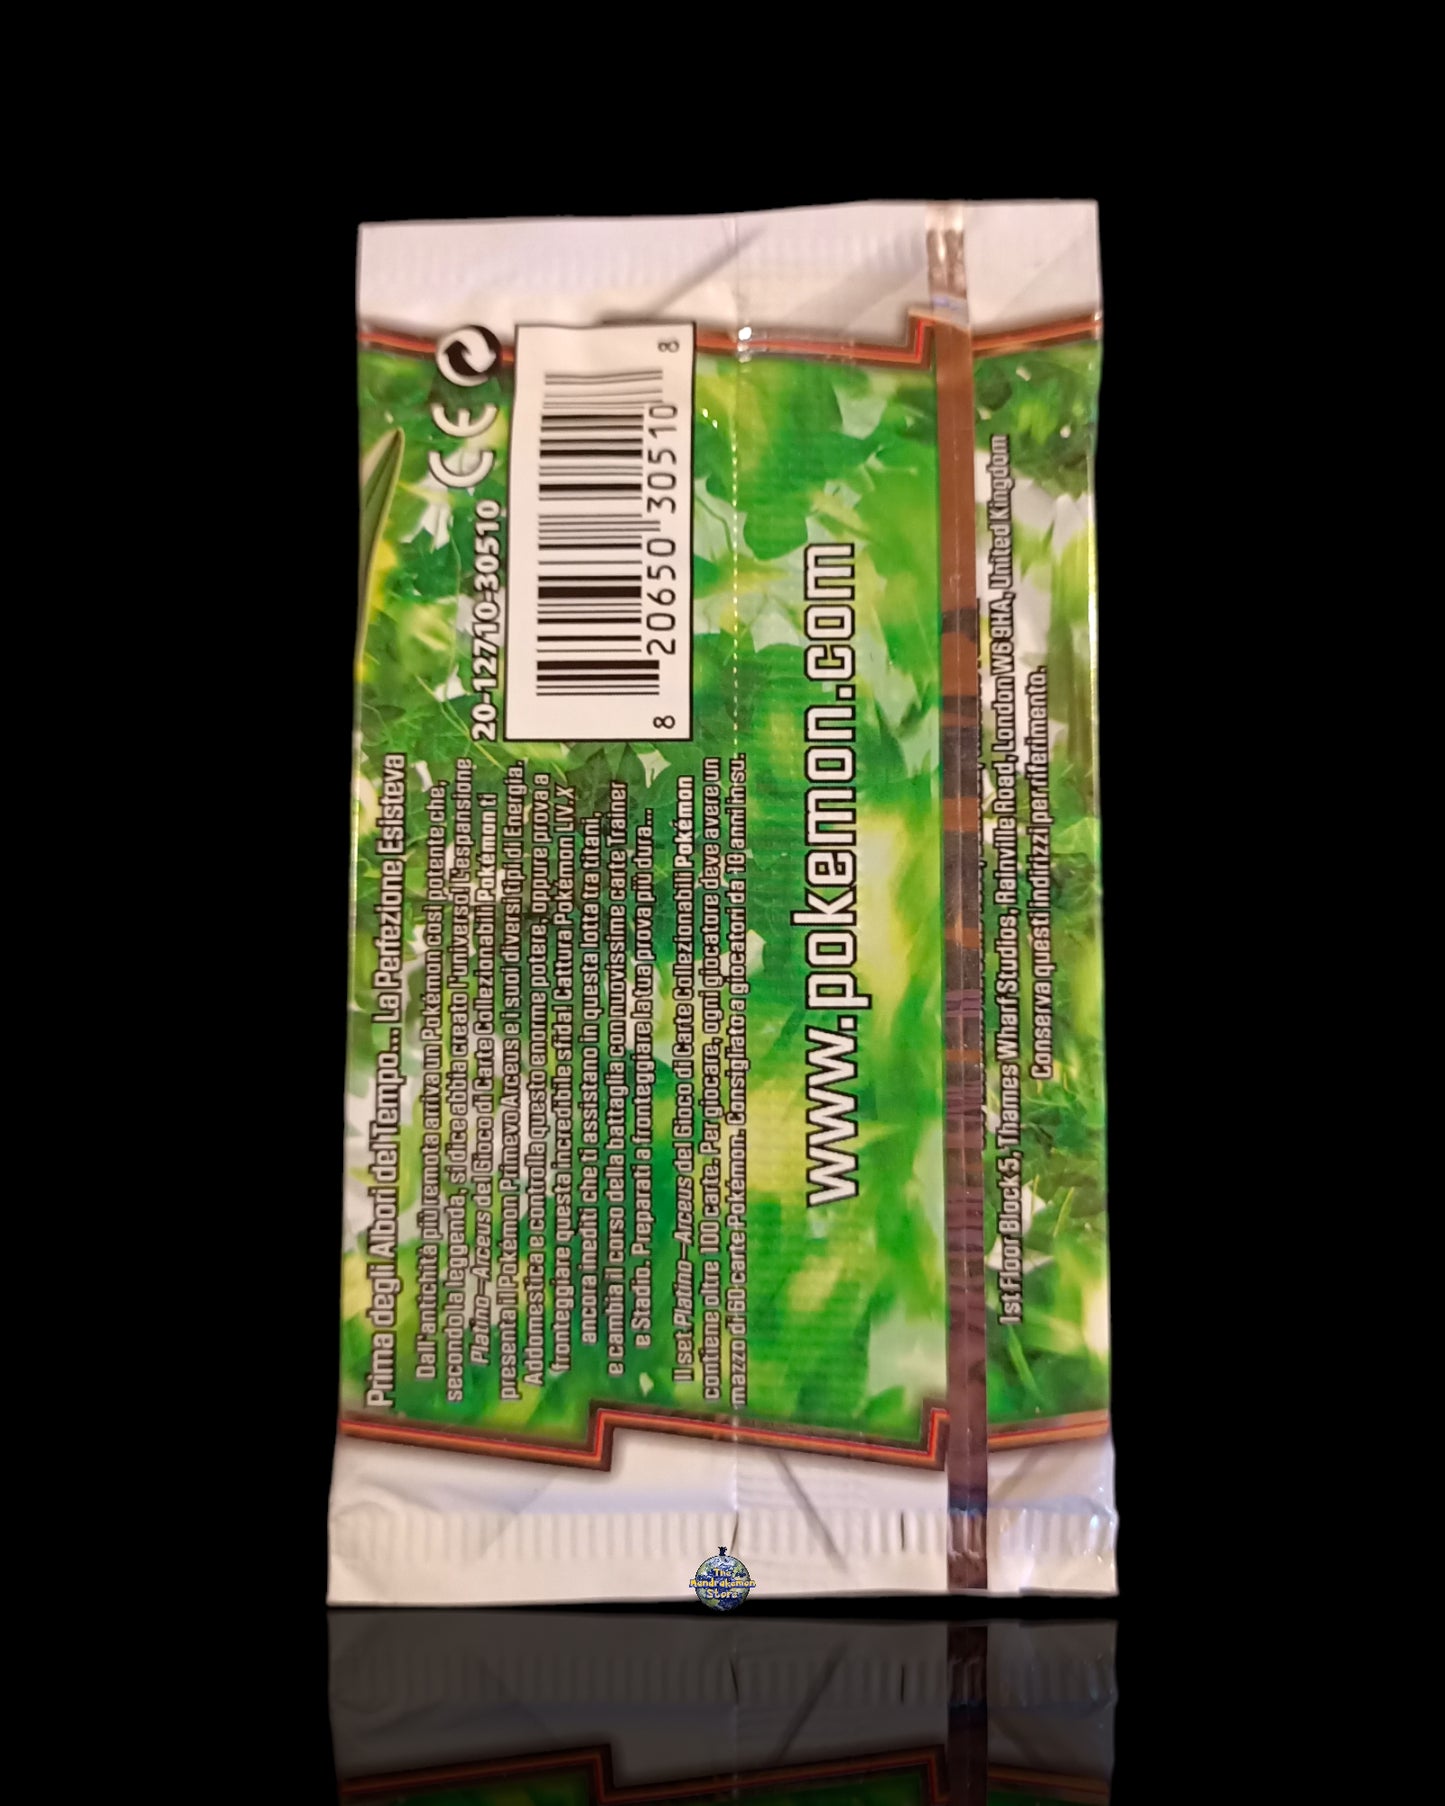 Prima degli Albori del Tempo... La Perfezione Esisteva
Dall'antichità più remota arriva un Pokémon così potente che,
secondo la leggenda, si dice abbia creato l'universo! L'espansione
Platino–Arceus del Gioco di Carte Collezionabili Pokémon ti
presenta il Pokémon Primevo Arceus e i suoi diversi tipi di Energia.
Addomestica e controlla questo enorme potere, oppure prova a
fronteggiare questa incredibile sfida! Cattura Pokémon LIV.X
ancora inediti che ti assistano in questa lotta tra titani,
e cambia il corso della battaglia con nuovissime carte Trainer
e Stadio. Preparati a fronteggiare la tua prova più dura...
Il set Platino–Arceus del Gioco di Carte Collezionabili Pokémon
contiene oltre 100 carte. Per giocare, ogni giocatore deve avere un
mazzo di 60 carte Pokémon. Consigliato a giocatori da 10 anni in su.
20-12710-30510
CE
8 20650 30510 8
www.pokemon.com
1st Floor Block 5, Thames Wharf Studios, Rainville Road, London W6 9HA, United Kingdom
Conserva questi indirizzi per riferimento.
The
Mandrakemon
Store